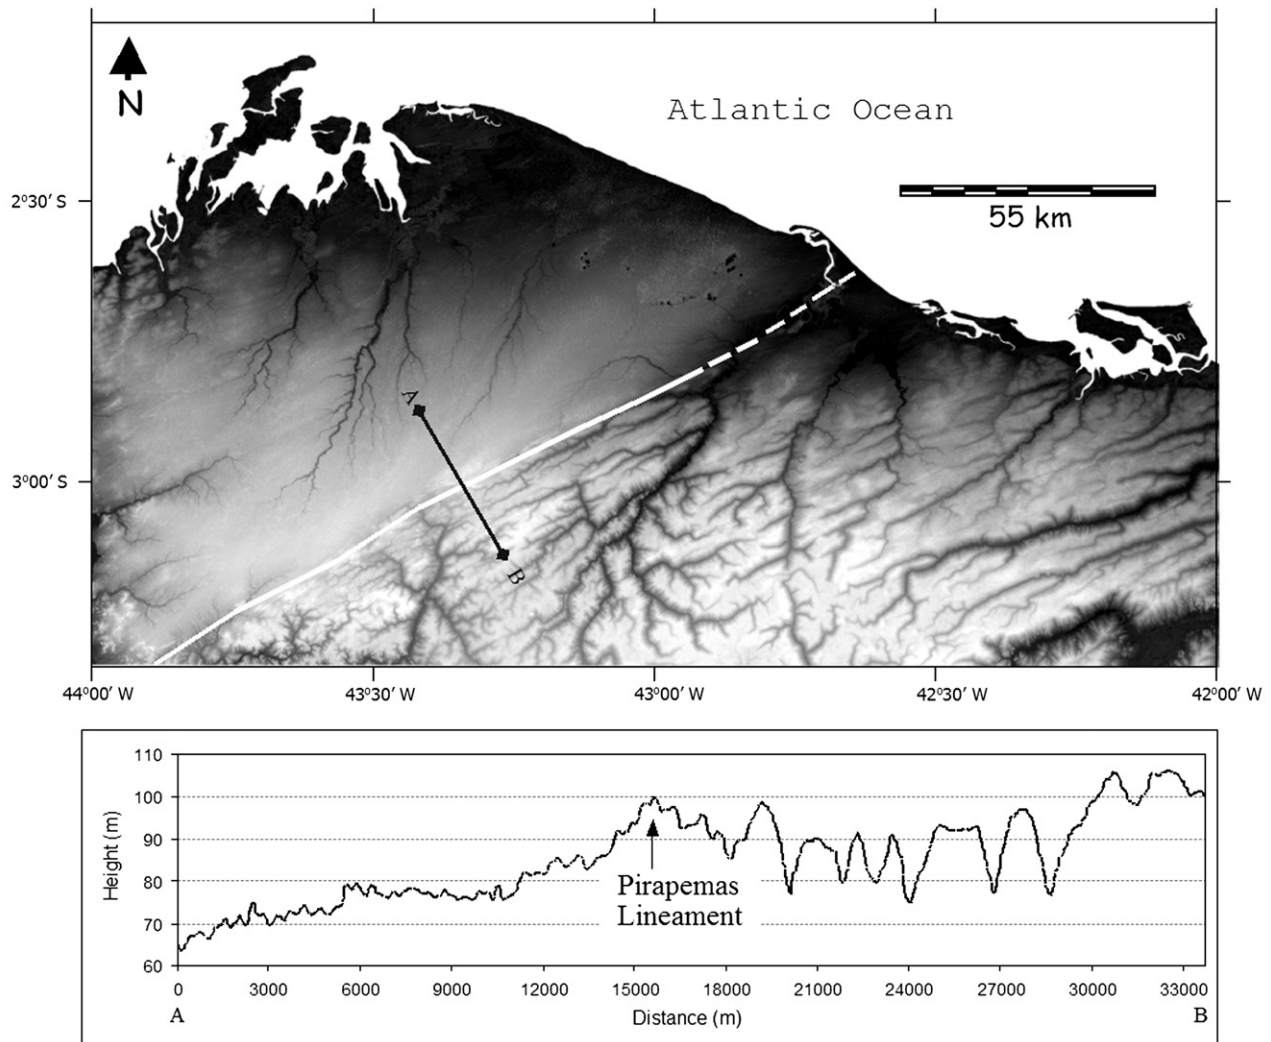 N
Atlantic Ocean
55 km
2°30' S
3°00' S
A
B
44°00' W
43°30' W
43°00' W
42°30' W
42°00' W
110
100
90
80
70
60
Height (m)
Pirapemas
Lineament
0
3000
6000
9000
12000
15000
18000
21000
24000
27000
30000
33000
A
Distance (m)
B